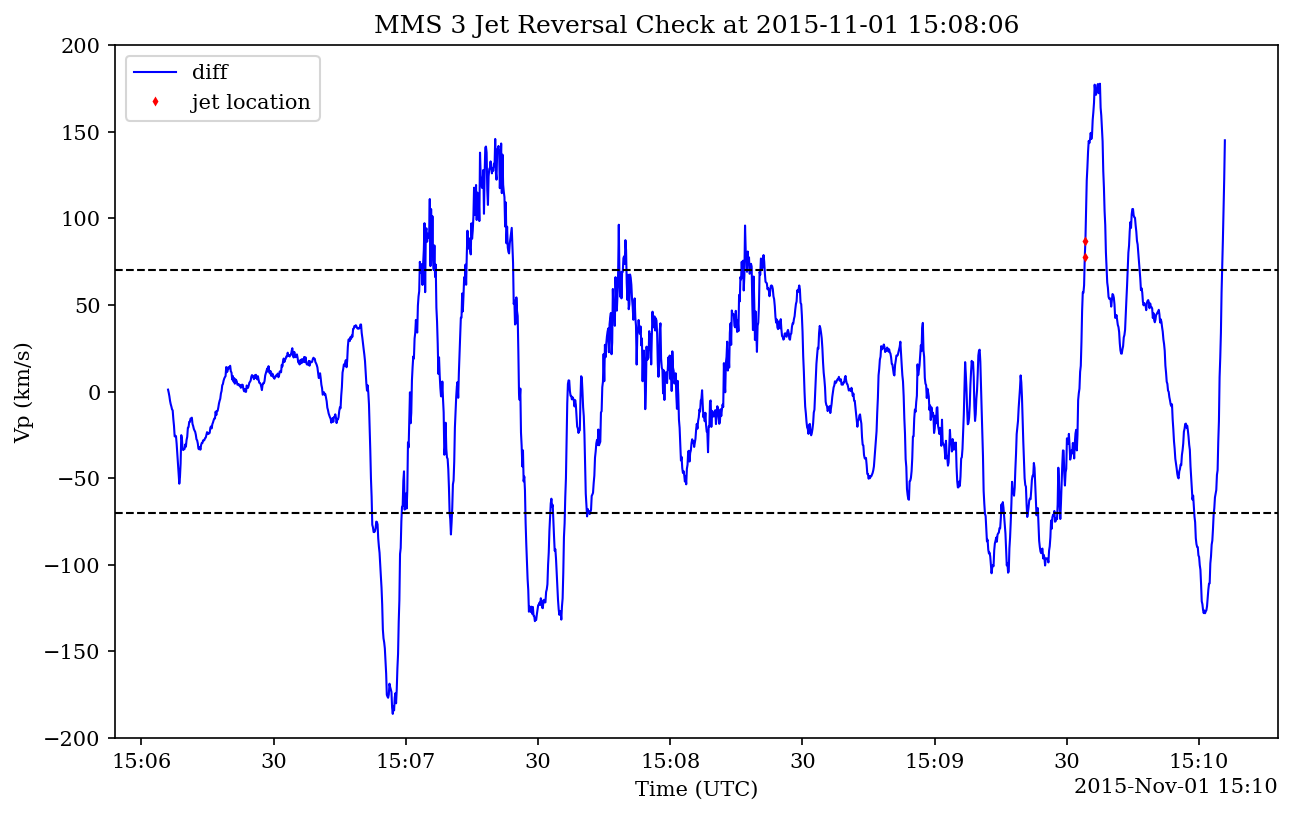 MMS 3 Jet Reversal Check at 2015-11-01 15:08:06
diff
jet location
200
150
100
50
0
−50
−100
−150
−200
Vp (km/s)
15:06 30 15:07 30 15:08 30 15:09 30 15:10
Time (UTC)
2015-Nov-01 15:10